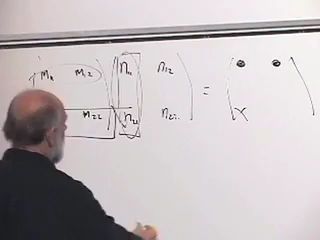 m₁₁ m₁₂ n₁₁ n₁₂ = ( • • )
m₂₂ n₂₁ n₂₂ x